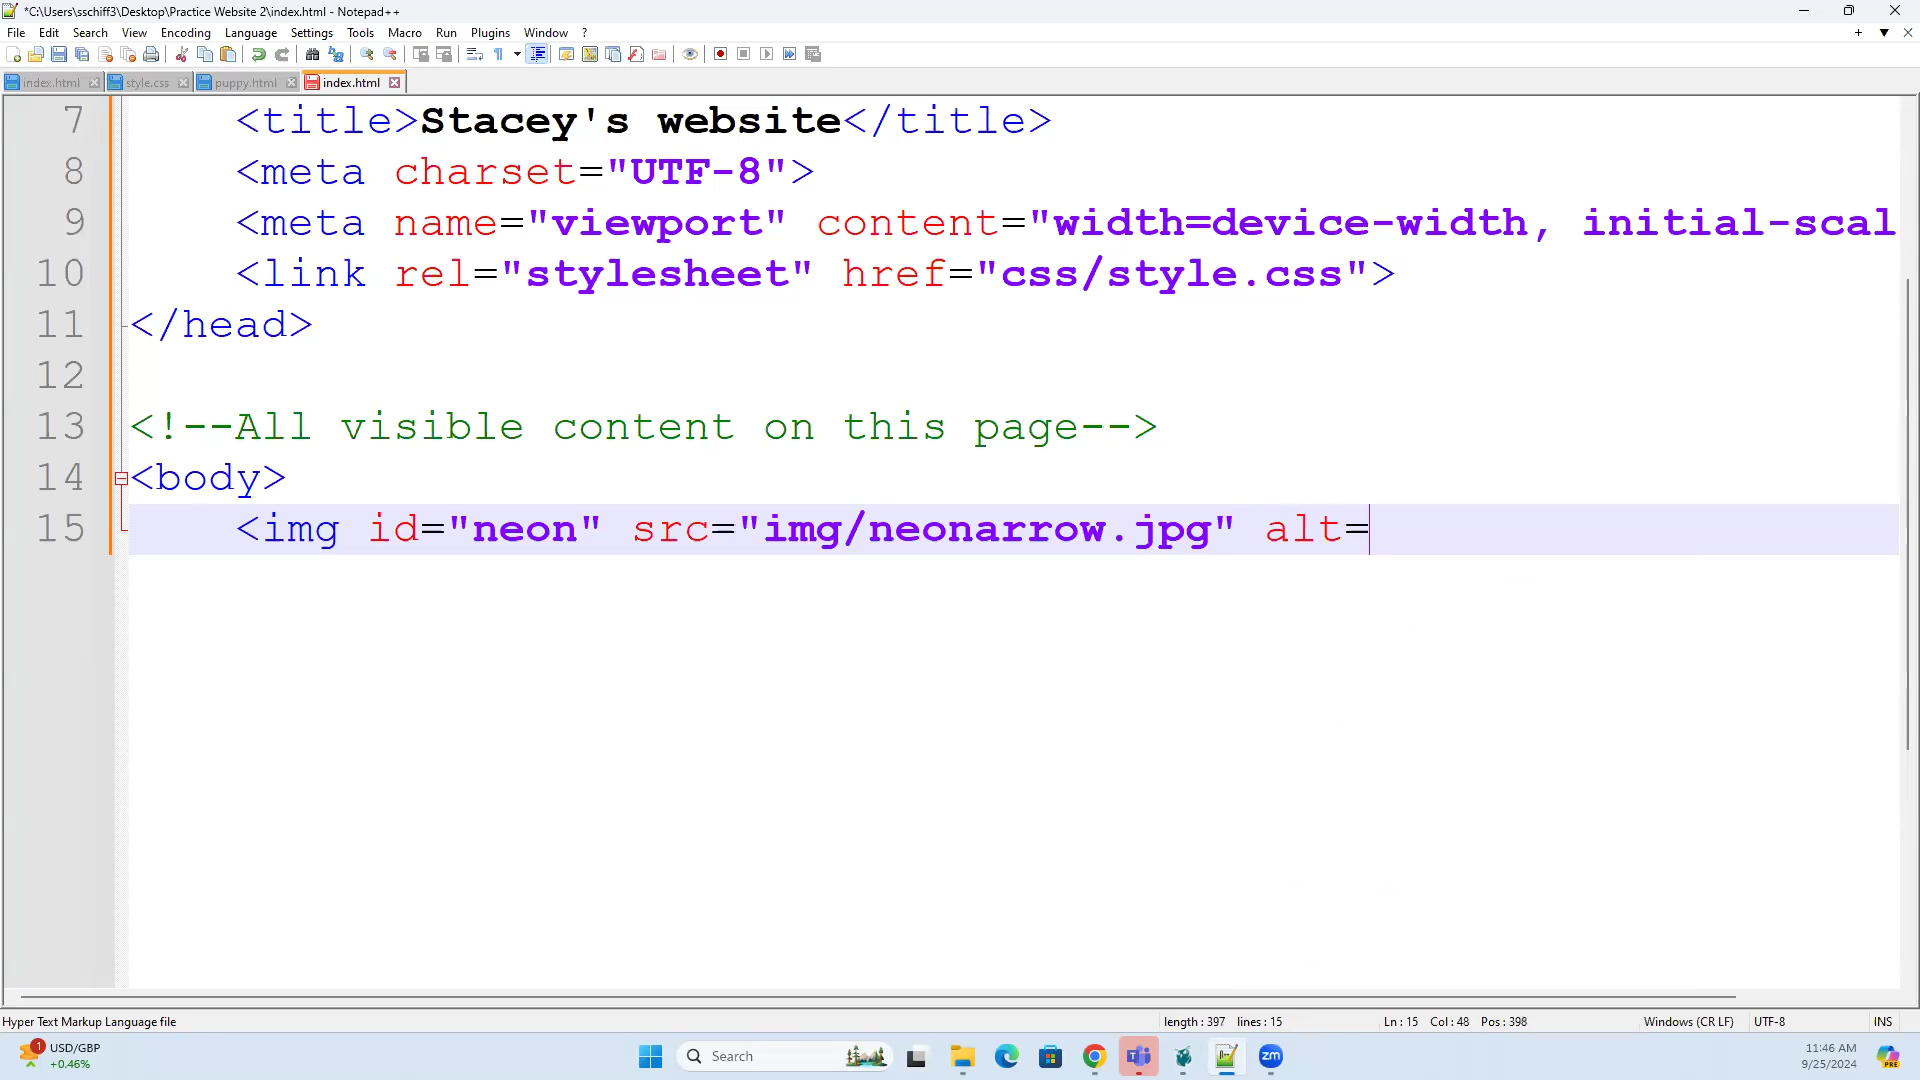 *C:\Users\sschiff3\Desktop\Practice Website 2\index.html - Notepad++
File Edit Search View Encoding Language Settings Tools Macro Run Plugins Window ?
index.html style.css puppy.html index.html
7 <title>Stacey's website</title>
8 <meta charset="UTF-8">
9 <meta name="viewport" content="width=device-width, initial-scal
10 <link rel="stylesheet" href="css/style.css">
11 </head>
12
13 <!--All visible content on this page-->
14 <body>
15 <img id="neon" src="img/neonarrow.jpg" alt=
Hyper Text Markup Language file length : 397 lines : 15 Ln : 15 Col : 48 Pos : 398 Windows (CR LF) UTF-8 INS
1 USD/GBP
+0.46%
Search
zm
PRE
11:46 AM
9/25/2024